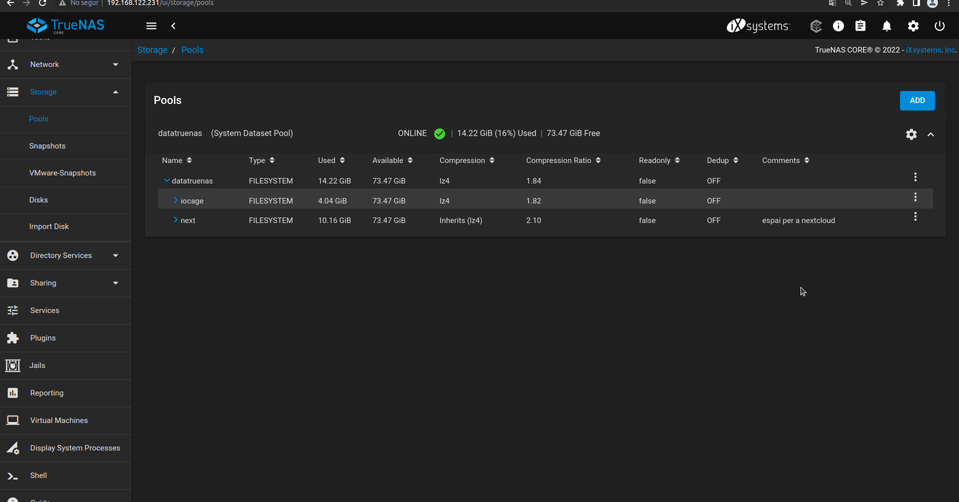 No segur 192.168.122.231/ui/storage/pools
TrueNAS
CORE
iXsystems
Storage / Pools
TrueNAS CORE® © 2022 - iXsystems, Inc.
Network
Storage
Pools
Snapshots
VMware-Snapshots
Disks
Import Disk
Directory Services
Sharing
Services
Plugins
Jails
Reporting
Virtual Machines
Display System Processes
Shell
Pools
ADD
datatruenas (System Dataset Pool) ONLINE | 14.22 GiB (16%) Used | 73.47 GiB Free
Name Type Used Available Compression Compression Ratio Readonly Dedup Comments
datatruenas FILESYSTEM 14.22 GiB 73.47 GiB lz4 1.84 false OFF
iocage FILESYSTEM 4.04 GiB 73.47 GiB lz4 1.82 false OFF
next FILESYSTEM 10.16 GiB 73.47 GiB Inherits (lz4) 2.10 false OFF espai per a nextcloud